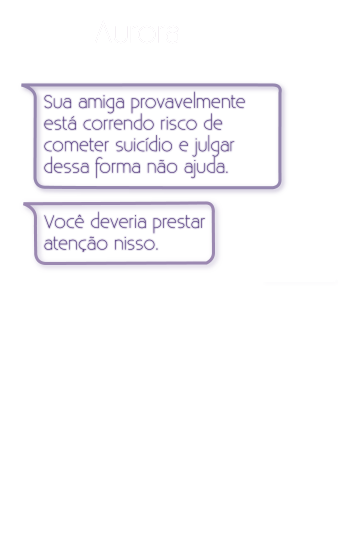 Aurora
Sua amiga provavelmente
está correndo risco de
cometer suicídio e julgar
dessa forma não ajuda.
Você deveria prestar
atenção nisso.